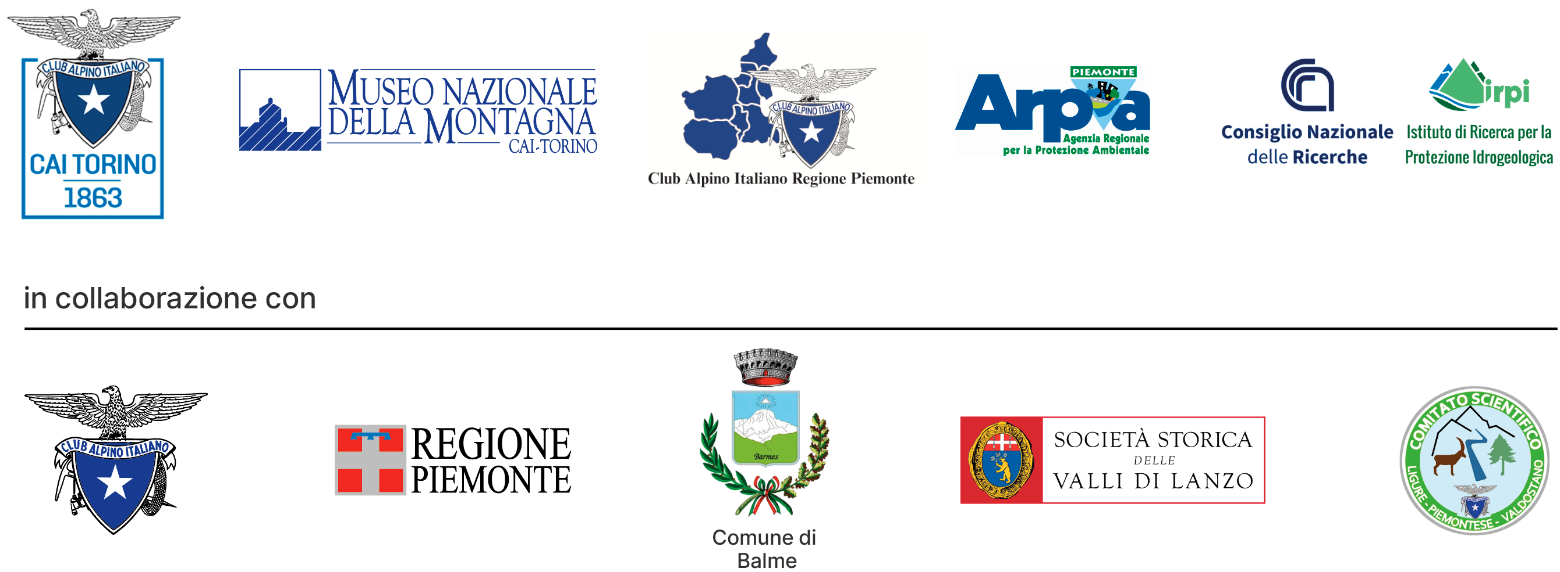 CLUB ALPINO ITALIANO
CAI TORINO
1863
MUSEO NAZIONALE
DELLA MONTAGNA
CAI-TORINO
CLUB ALPINO ITALIANO
Club Alpino Italiano Regione Piemonte
PIEMONTE
Arpa
Agenzia Regionale
per la Protezione Ambientale
Consiglio Nazionale
delle Ricerche
irpi
Istituto di Ricerca per la
Protezione Idrogeologica
in collaborazione con
CLUB ALPINO ITALIANO
REGIONE
PIEMONTE
Barmes
Comune di
Balme
SOCIETÀ STORICA
DELLE
VALLI DI LANZO
COMITATO SCIENTIFICO
LIGURE - PIEMONTESE - VALDOSTANO